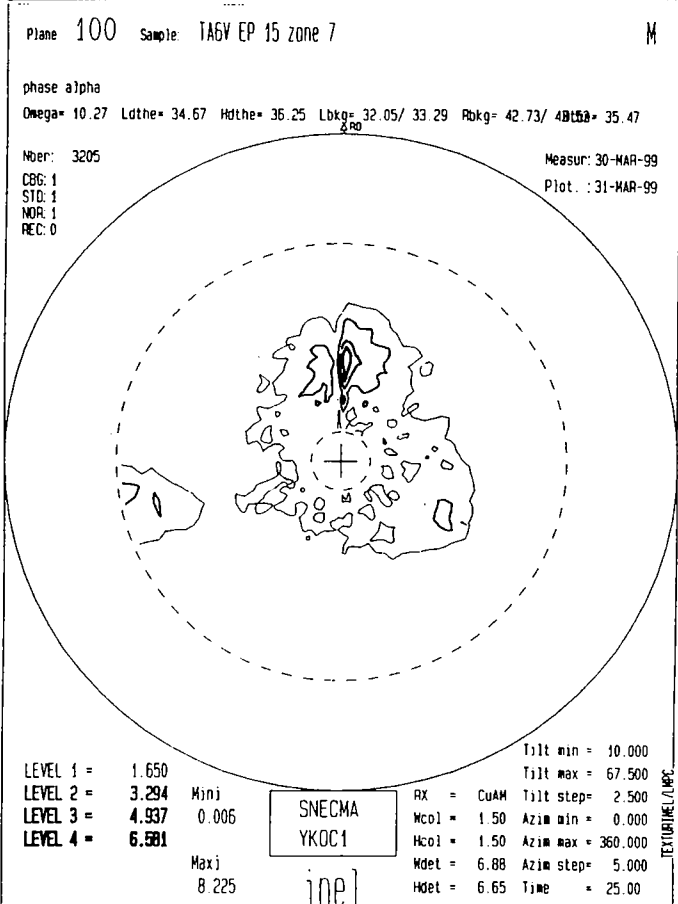 Plane 100 Sample: TA6V EP 15 zone 7 M
phase alpha
Omega= 10.27 Ldthe= 34.67 Hdthe= 36.25 Lbkg= 32.05/ 33.29 Rbkg= 42.73/ 35.47
RD
Nber: 3205
Measur: 30-MAR-99
CBG: 1
Plot. : 31-MAR-99
STD: 1
NOR: 1
REC: 0
M
Tilt min = 10.000
LEVEL 1 = 1.650
Tilt max = 67.500
LEVEL 2 = 3.294 Mini
RX = CuAM Tilt step= 2.500
LEVEL 3 = 4.937 0.006
SNECMA
Wcol = 1.50 Azim min = 0.000
LEVEL 4 = 6.581
YKOC1
Hcol = 1.50 Azim max = 360.000
Maxi
Wdet = 6.88 Azim step= 5.000
8.225
inel
Hdet = 6.65 Time = 25.00